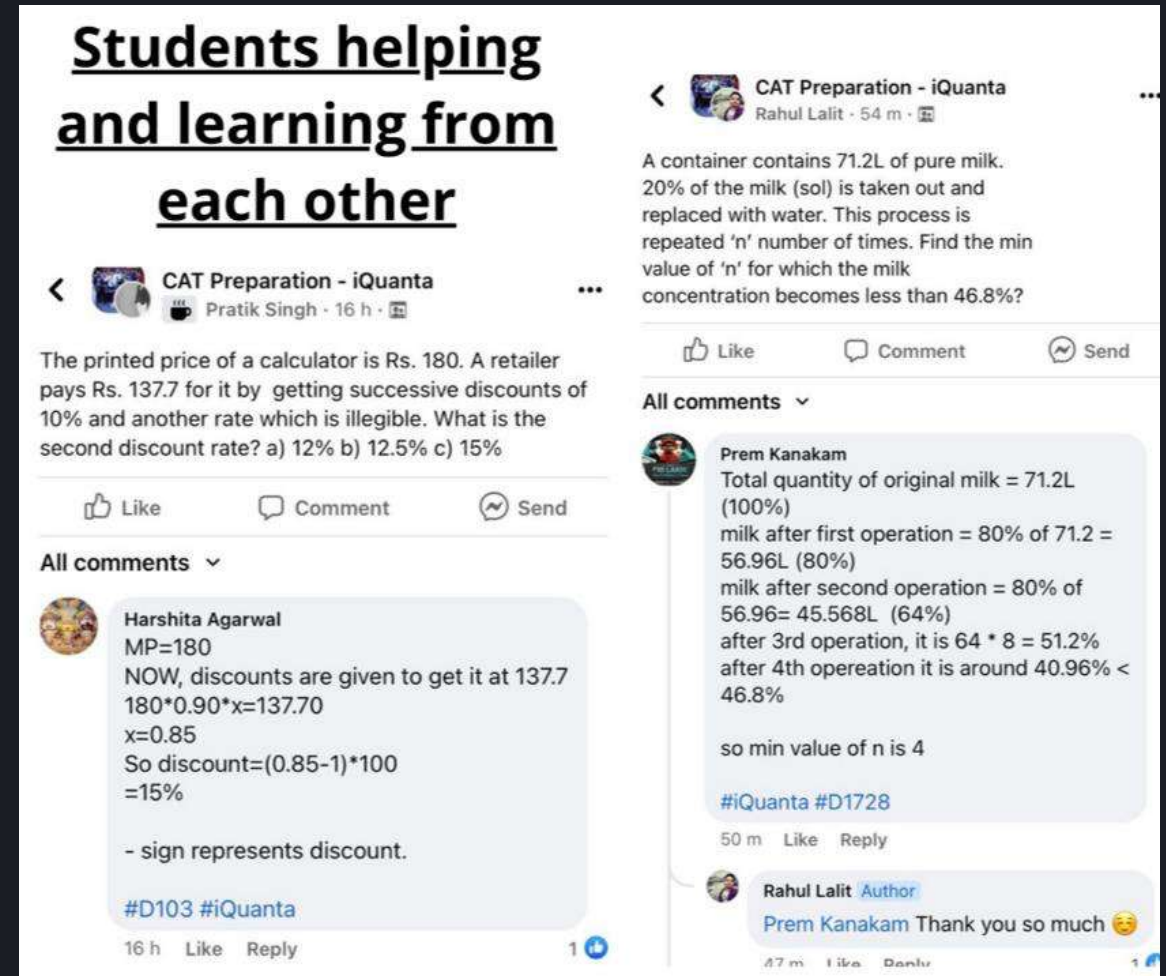 Students helping
and learning from
each other
CAT Preparation - iQuanta
Pratik Singh · 16 h ·
The printed price of a calculator is Rs. 180. A retailer
pays Rs. 137.7 for it by getting successive discounts of
10% and another rate which is illegible. What is the
second discount rate? a) 12% b) 12.5% c) 15%
Like Comment Send
All comments
Harshita Agarwal
MP=180
NOW, discounts are given to get it at 137.7
180*0.90*x=137.70
x=0.85
So discount=(0.85-1)*100
=15%
- sign represents discount.
#D103 #iQuanta
16 h Like Reply 1
CAT Preparation - iQuanta
Rahul Lalit · 54 m ·
A container contains 71.2L of pure milk.
20% of the milk (sol) is taken out and
replaced with water. This process is
repeated ‘n’ number of times. Find the min
value of ‘n’ for which the milk
concentration becomes less than 46.8%?
Like Comment Send
All comments
Prem Kanakam
Total quantity of original milk = 71.2L
(100%)
milk after first operation = 80% of 71.2 =
56.96L (80%)
milk after second operation = 80% of
56.96= 45.568L (64%)
after 3rd operation, it is 64 * 8 = 51.2%
after 4th opereation it is around 40.96% <
46.8%
so min value of n is 4
#iQuanta #D1728
50 m Like Reply
Rahul Lalit Author
Prem Kanakam Thank you so much ☺️
47 m Like Reply 1